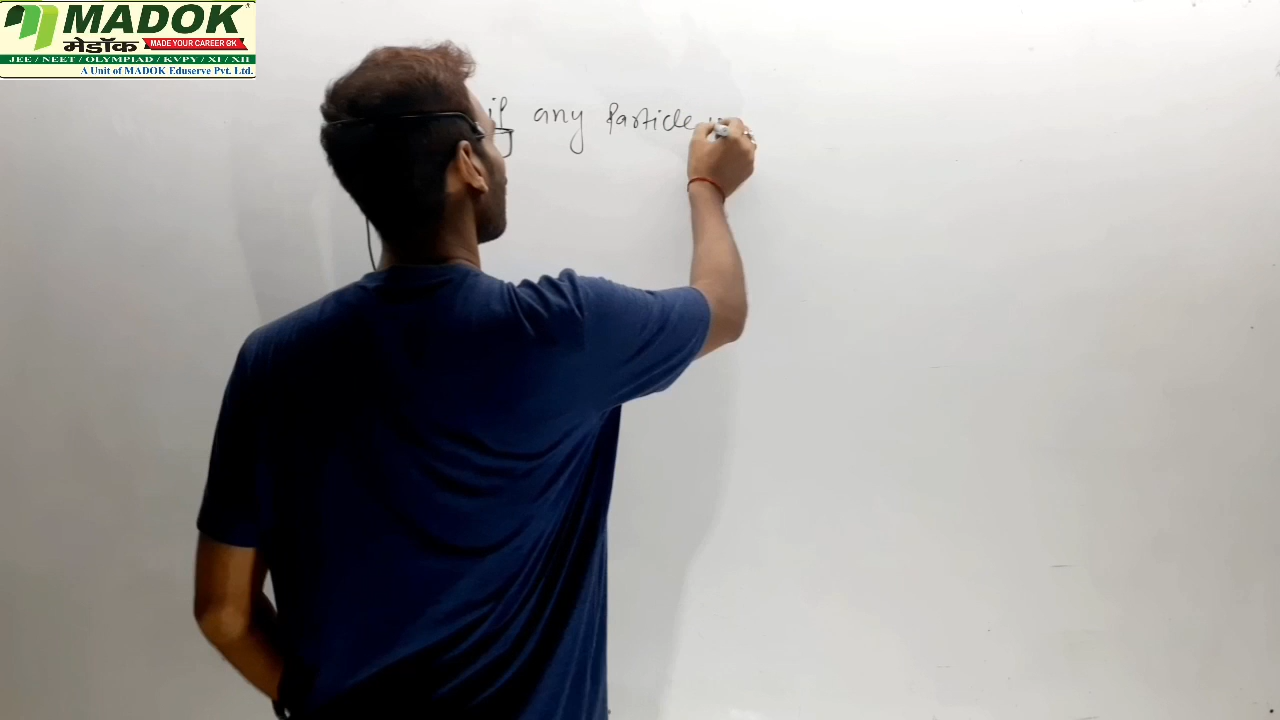 MADOK
मेडॉक MADE YOUR CAREER GK
JEE / NEET / OLYMPIAD / KVPY / XI / XII
A Unit of MADOK Eduserve Pvt. Ltd.
if any Particle